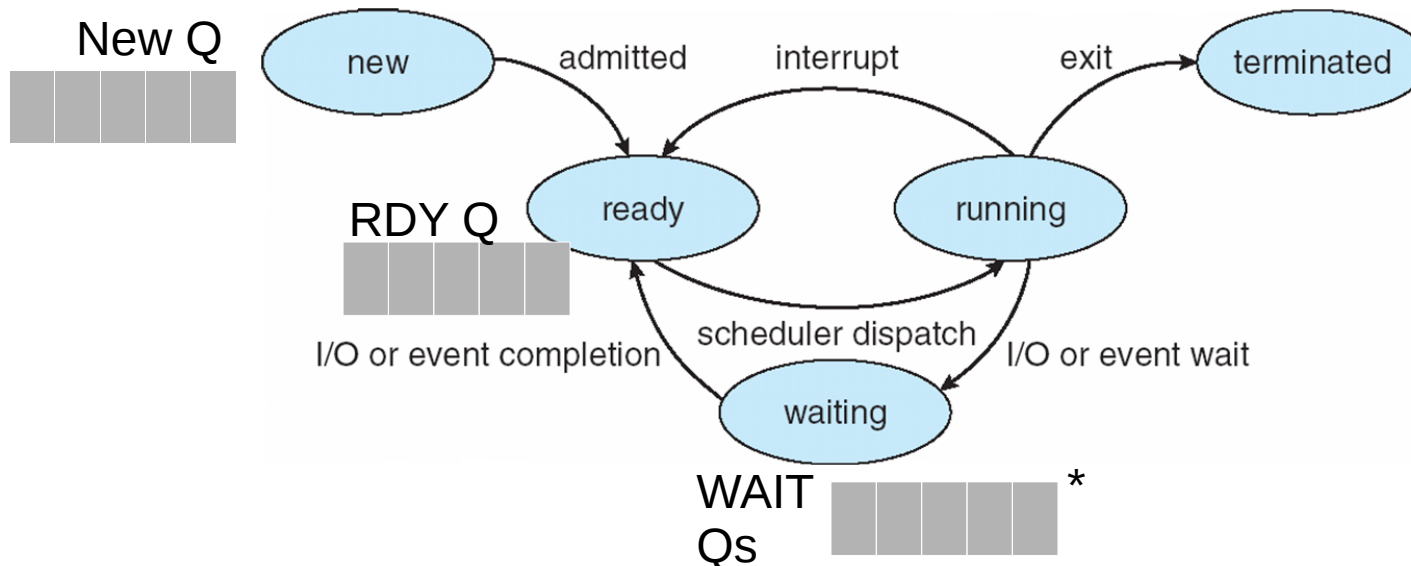 New Q
new
admitted
interrupt
exit
terminated
RDY Q
ready
running
scheduler dispatch
I/O or event completion
I/O or event wait
waiting
WAIT
Qs
*